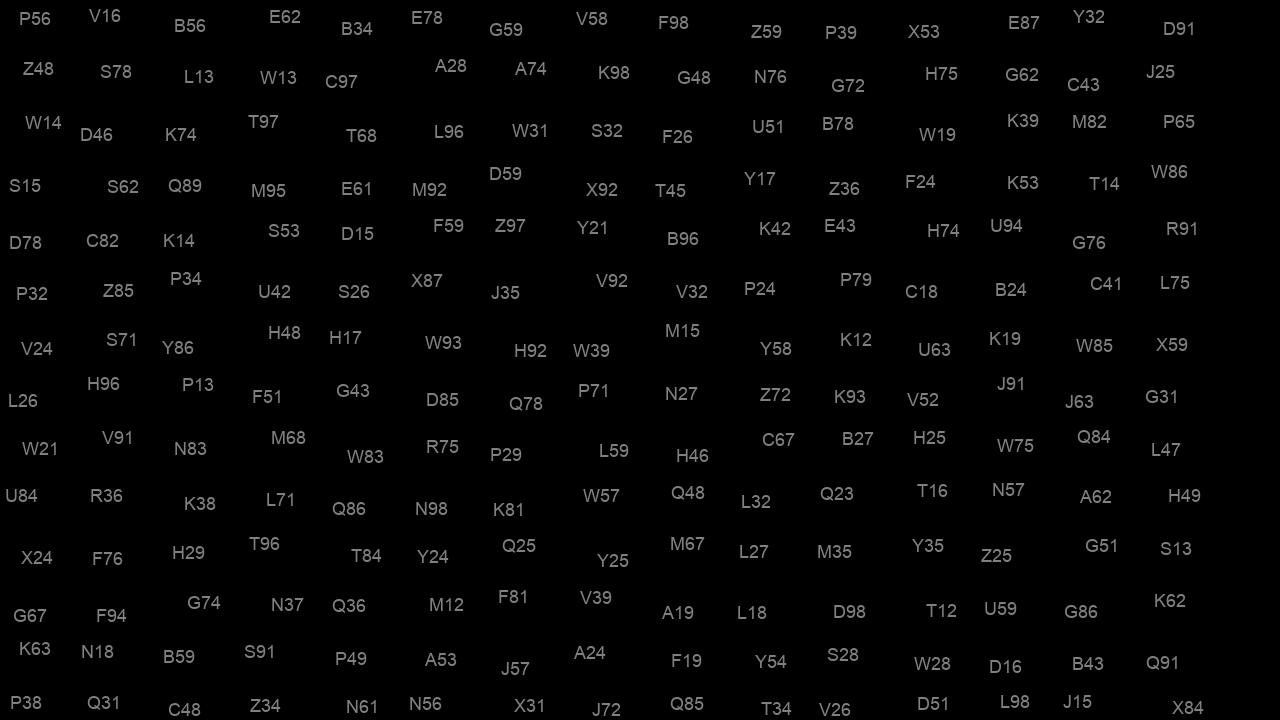 P56 V16 B56 E62 B34 E78 G59 V58 F98 Z59 P39 X53 E87 Y32 D91
Z48 S78 L13 W13 C97 A28 A74 K98 G48 N76 G72 H75 G62 C43 J25
W14 D46 K74 T97 T68 L96 W31 S32 F26 U51 B78 W19 K39 M82 P65
S15 S62 Q89 M95 E61 M92 D59 X92 T45 Y17 Z36 F24 K53 T14 W86
D78 C82 K14 S53 D15 F59 Z97 Y21 B96 K42 E43 H74 U94 G76 R91
P32 Z85 P34 U42 S26 X87 J35 V92 V32 P24 P79 C18 B24 C41 L75
V24 S71 Y86 H48 H17 W93 H92 W39 M15 Y58 K12 U63 K19 W85 X59
L26 H96 P13 F51 G43 D85 Q78 P71 N27 Z72 K93 V52 J91 J63 G31
W21 V91 N83 M68 W83 R75 P29 L59 H46 C67 B27 H25 W75 Q84 L47
U84 R36 K38 L71 Q86 N98 K81 W57 Q48 L32 Q23 T16 N57 A62 H49
X24 F76 H29 T96 T84 Y24 Q25 Y25 M67 L27 M35 Y35 Z25 G51 S13
G67 F94 G74 N37 Q36 M12 F81 V39 A19 L18 D98 T12 U59 G86 K62
K63 N18 B59 S91 P49 A53 J57 A24 F19 Y54 S28 W28 D16 B43 Q91
P38 Q31 C48 Z34 N61 N56 X31 J72 Q85 T34 V26 D51 L98 J15 X84